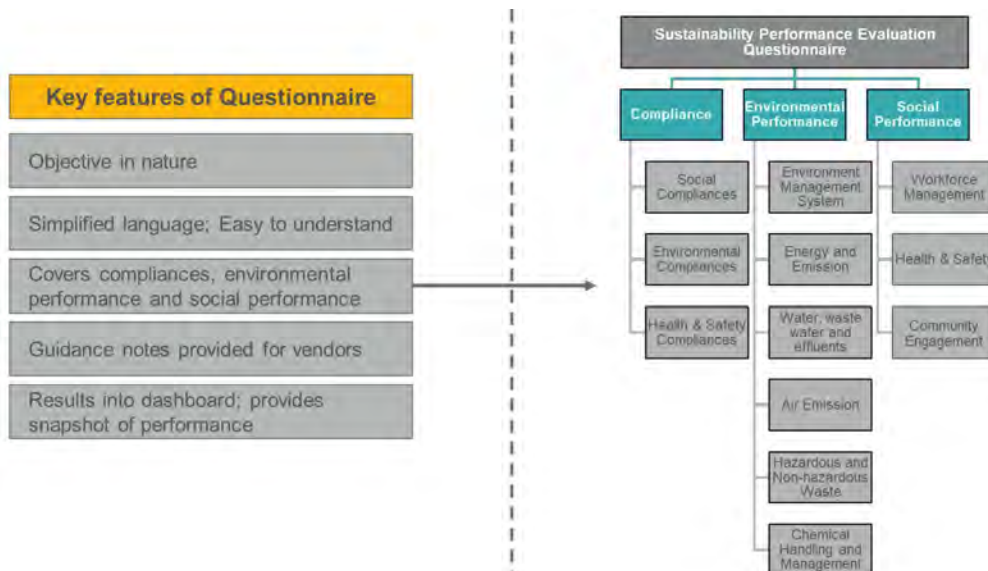 Key features of Questionnaire
Objective in nature
Simplified language; Easy to understand
Covers compliances, environmental
performance and social performance
Guidance notes provided for vendors
Results into dashboard; provides
snapshot of performance
Sustainability Performance Evaluation
Questionnaire
Compliance
Social
Compliances
Environmental
Compliances
Health & Safety
Compliances
Environmental
Performance
Environment
Management
System
Energy and
Emission
Water, waste
water and
effluents
Air Emission
Hazardous and
Non-hazardous
Waste
Chemical
Handling and
Management
Social
Performance
Workforce
Management
Health & Safety
Community
Engagement